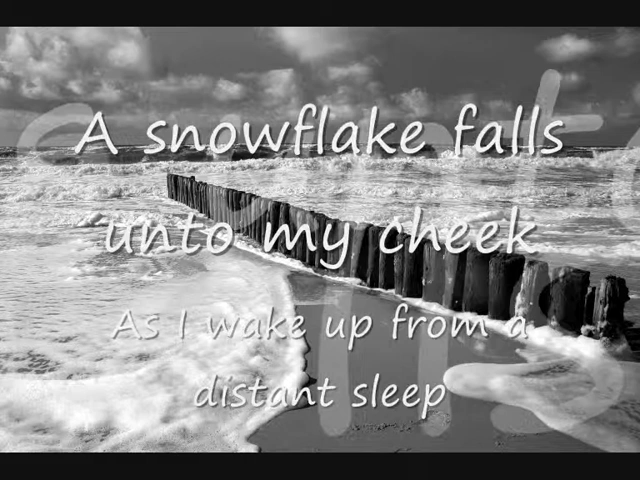 A snowflake falls
unto my cheek
As I wake up from a
distant sleep